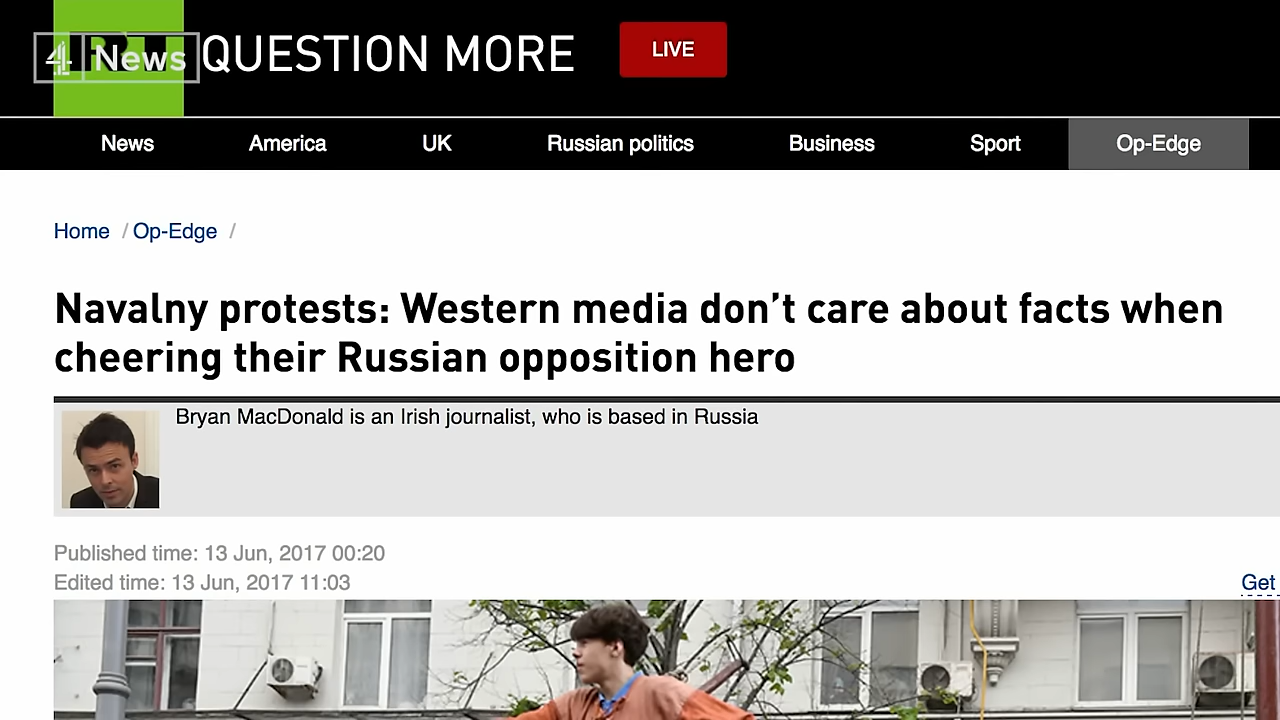 4 News
QUESTION MORE
LIVE
News America UK Russian politics Business Sport Op-Edge
Home / Op-Edge /
Navalny protests: Western media don’t care about facts when
cheering their Russian opposition hero
Bryan MacDonald is an Irish journalist, who is based in Russia
Published time: 13 Jun, 2017 00:20
Edited time: 13 Jun, 2017 11:03
Get